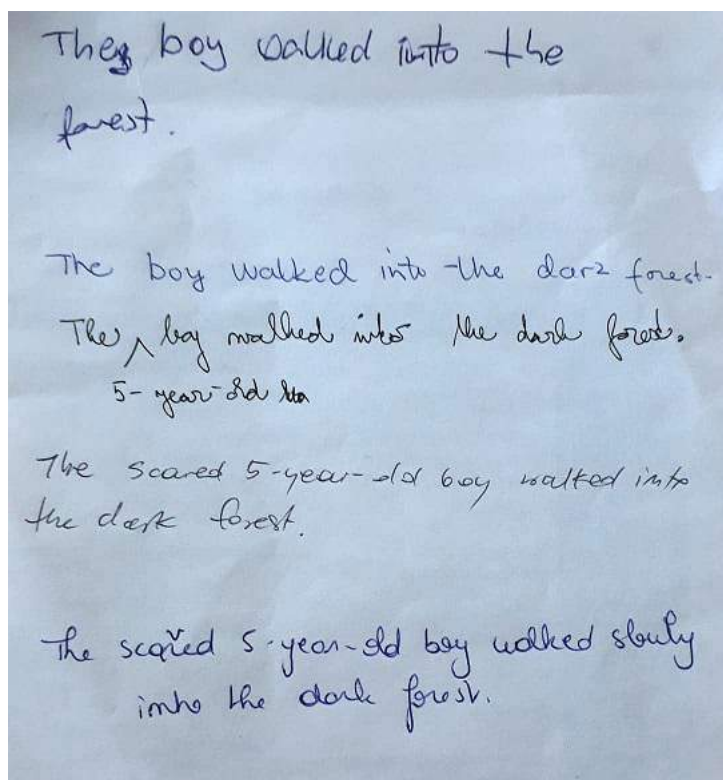 The boy walked into the
forest.
The boy walked into the dark forest.
The ^ boy walked into the dark forest.
5-year-old
The scared 5-year-old boy walked into
the dark forest.
The scared 5-year-old boy walked slowly
into the dark forest.